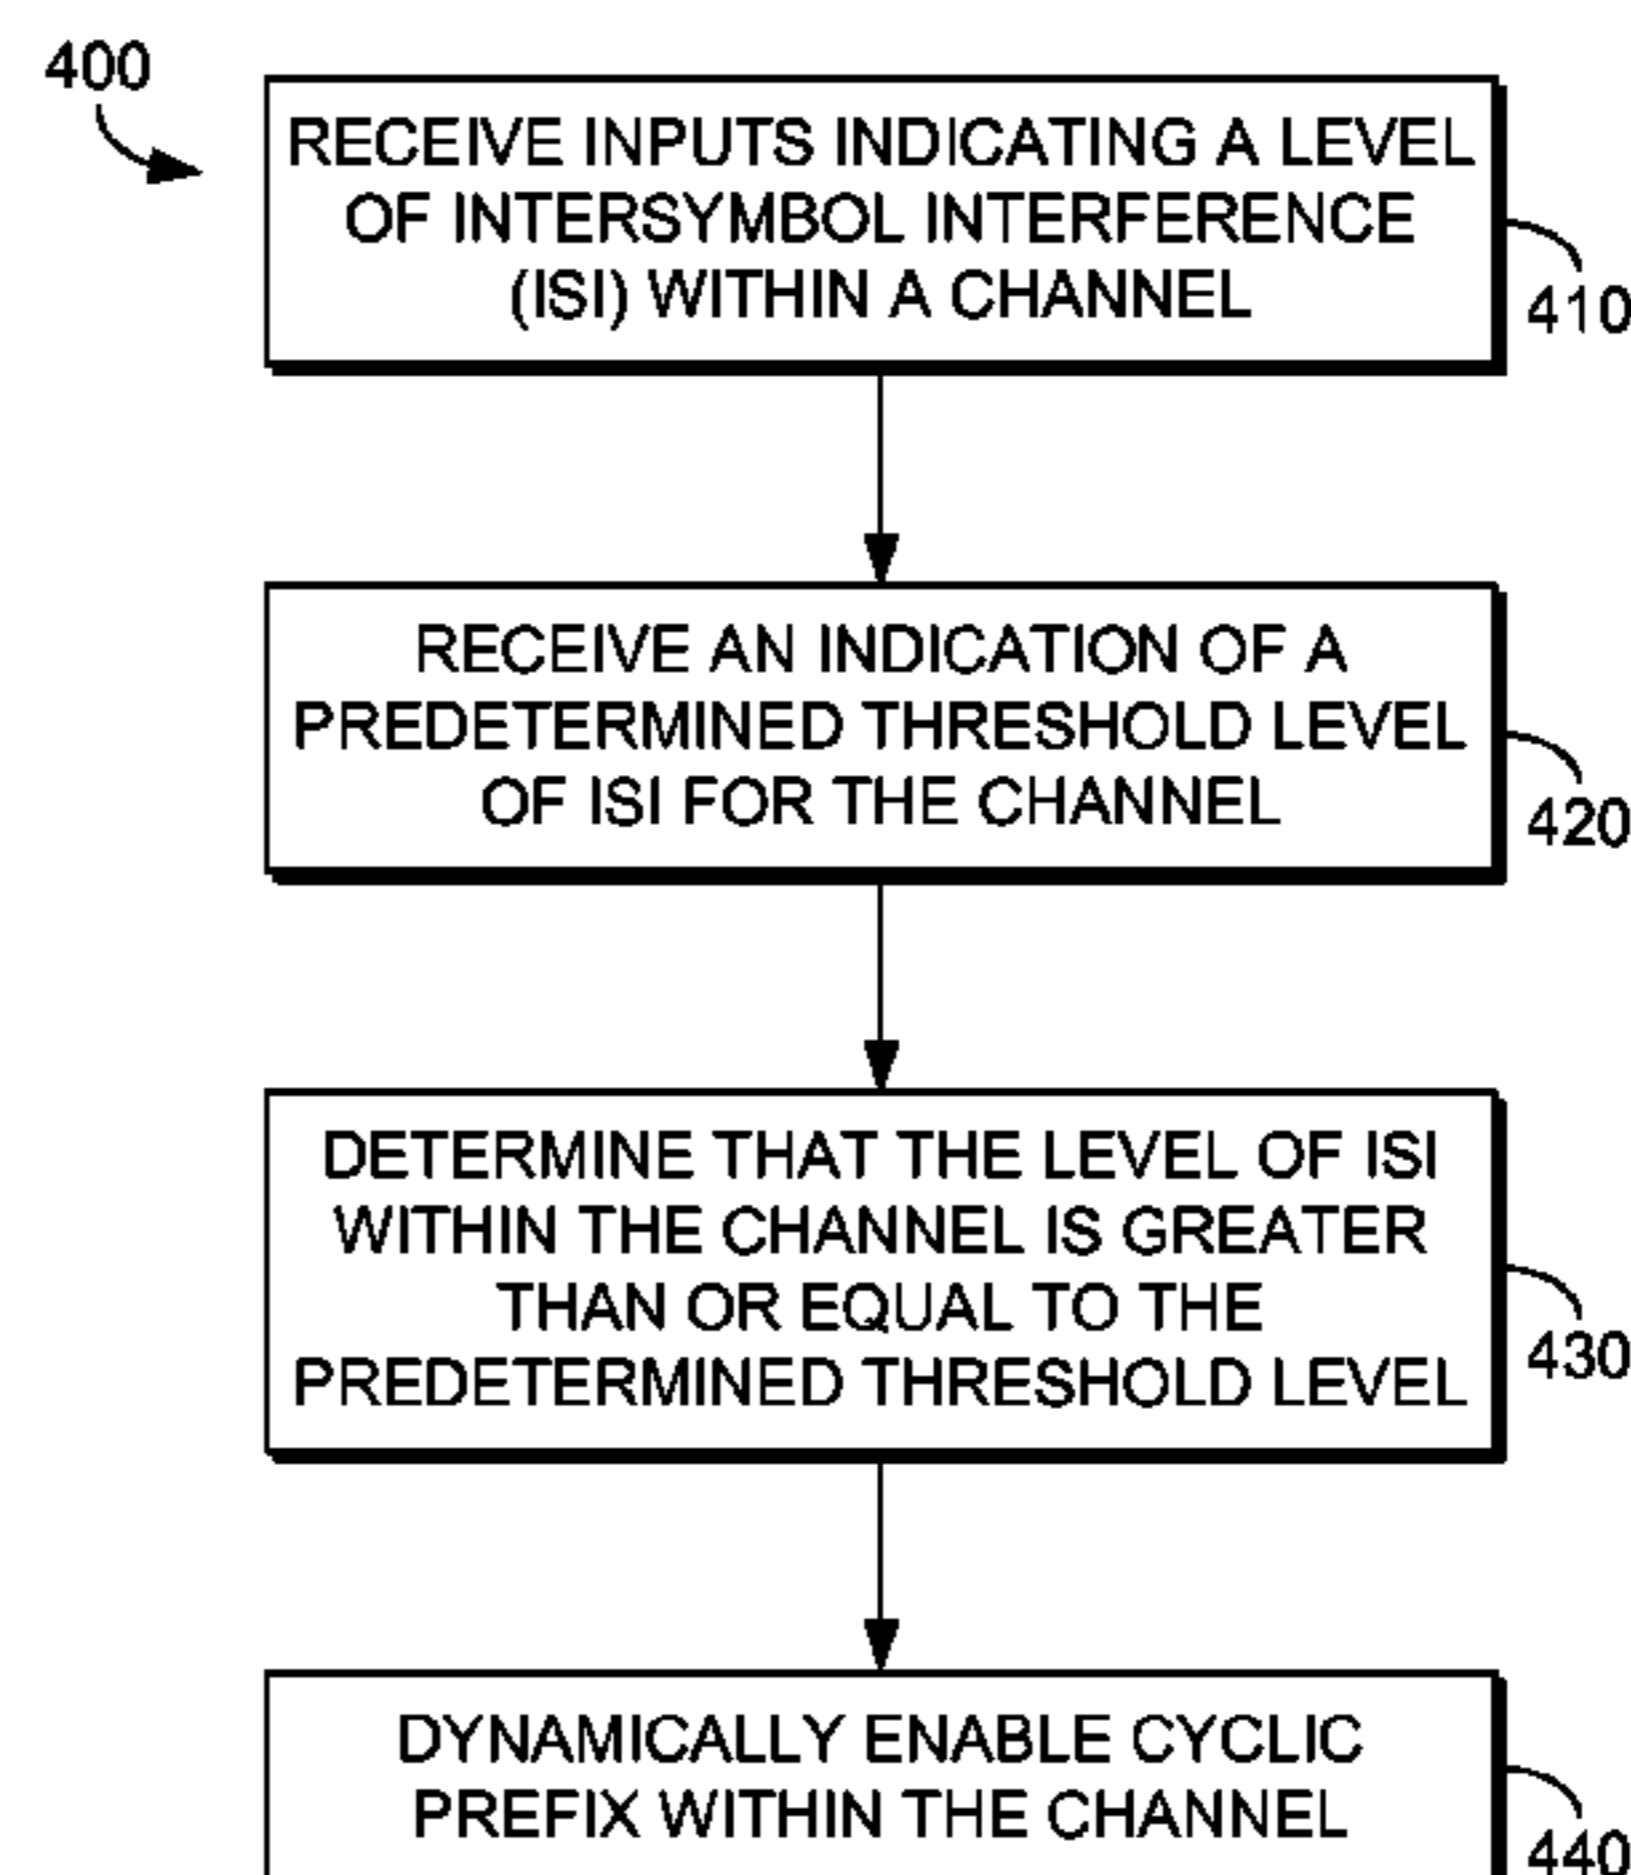 400
RECEIVE INPUTS INDICATING A LEVEL
OF INTERSYMBOL INTERFERENCE
(ISI) WITHIN A CHANNEL
410
RECEIVE AN INDICATION OF A
PREDETERMINED THRESHOLD LEVEL
OF ISI FOR THE CHANNEL
420
DETERMINE THAT THE LEVEL OF ISI
WITHIN THE CHANNEL IS GREATER
THAN OR EQUAL TO THE
PREDETERMINED THRESHOLD LEVEL
430
DYNAMICALLY ENABLE CYCLIC
PREFIX WITHIN THE CHANNEL
440